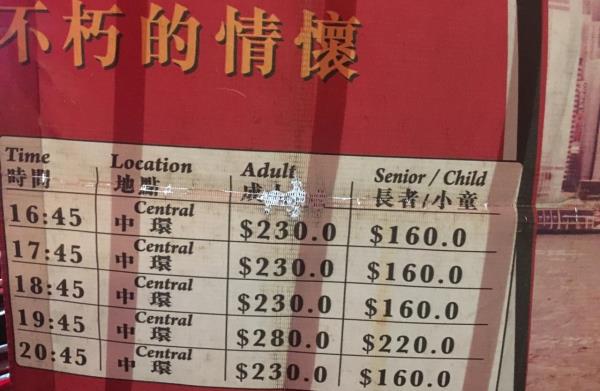 不朽的情懷
Time Location Adult Senior / Child
時間 地點 成 長者/小童
16:45 Central 中環 $230.0 $160.0
17:45 Central 中環 $230.0 $160.0
18:45 Central 中環 $230.0 $160.0
19:45 Central 中環 $280.0 $220.0
20:45 Central 中環 $230.0 $160.0